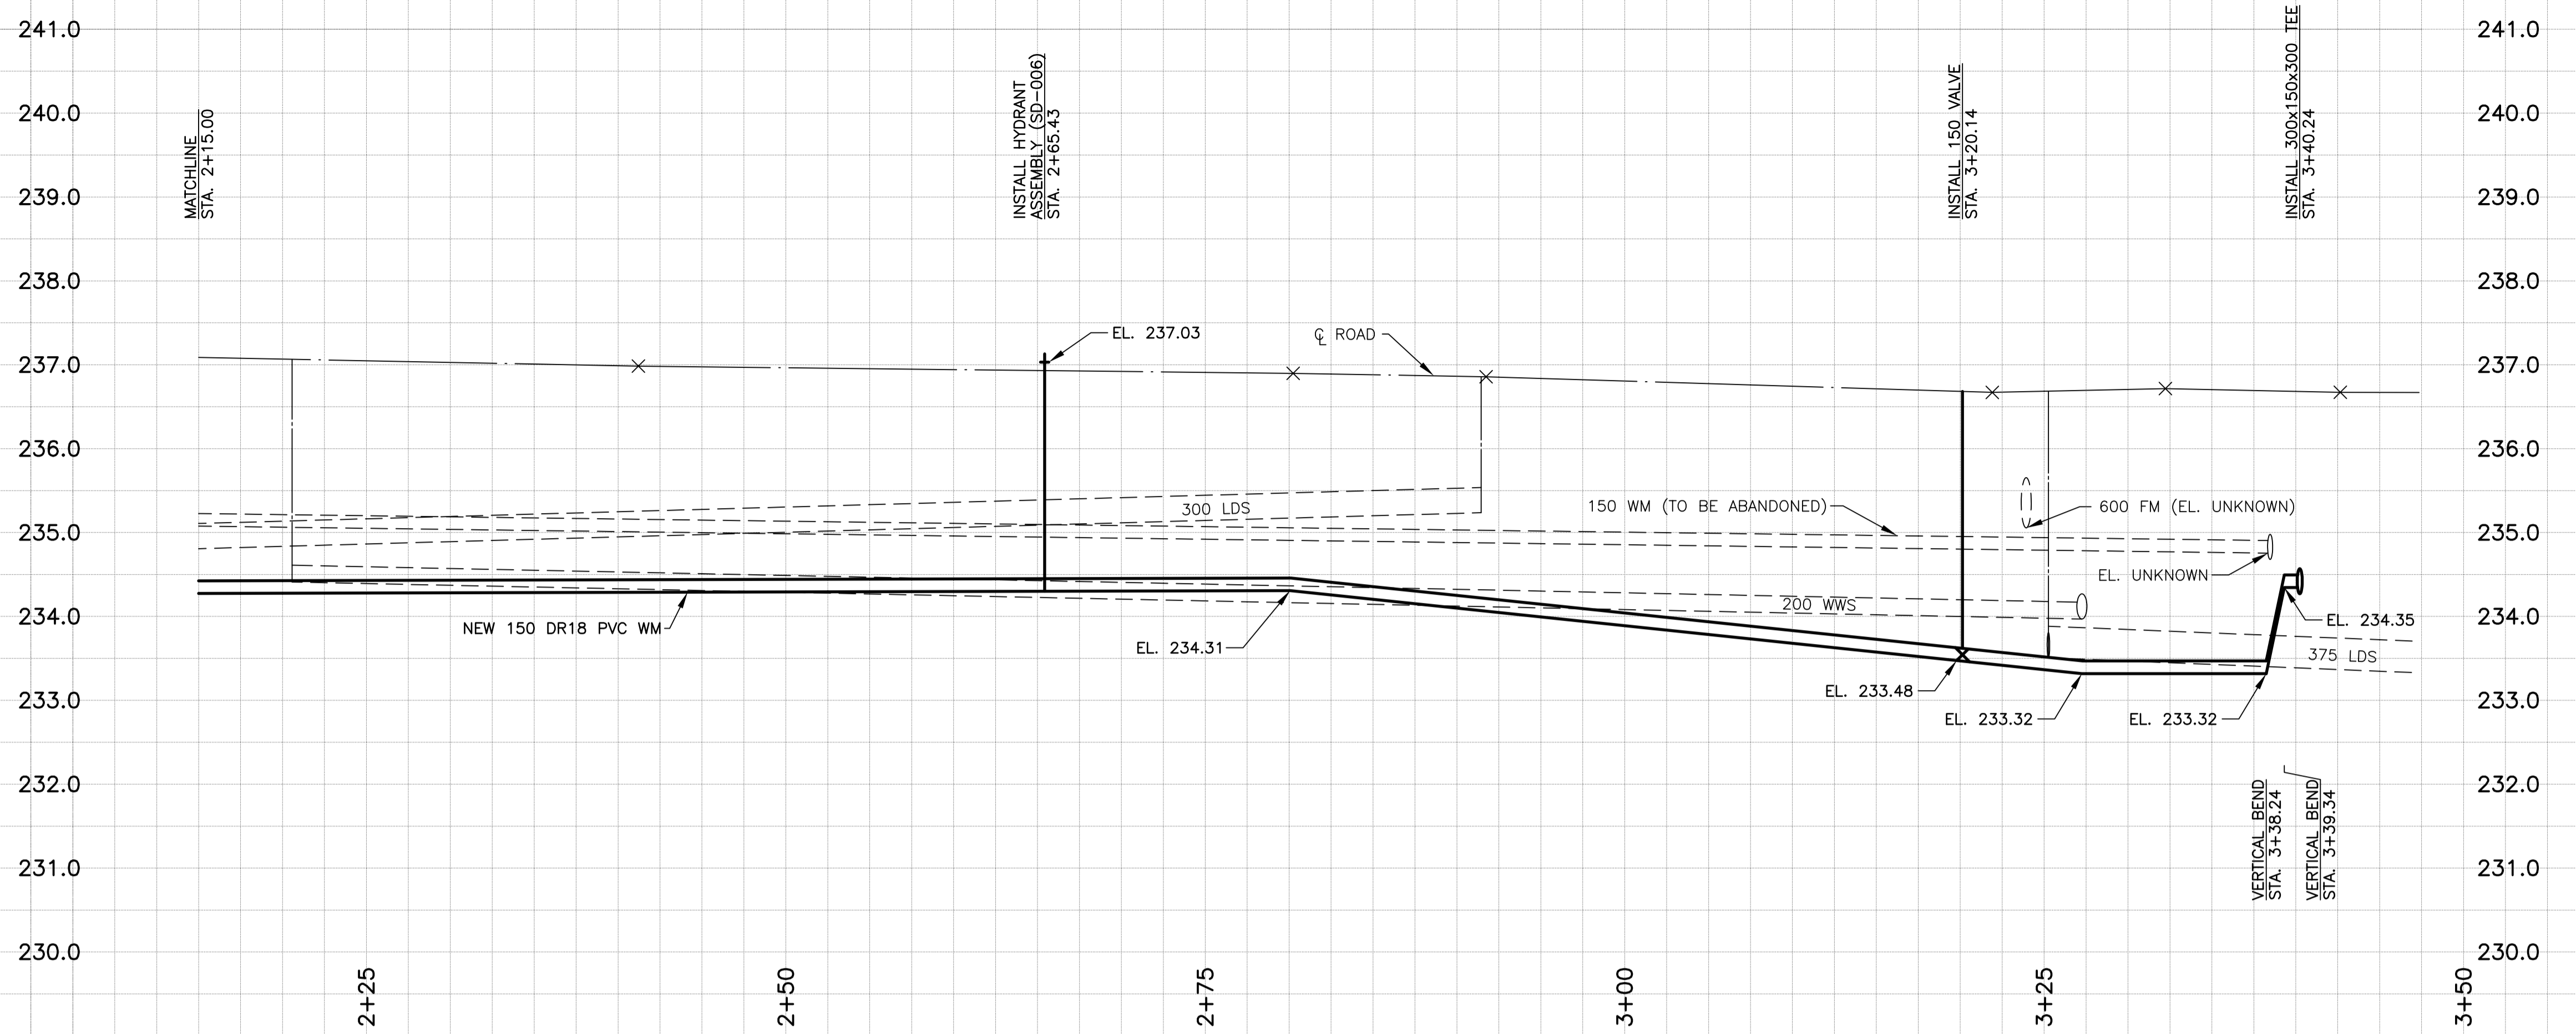 241.0
240.0
239.0
238.0
237.0
236.0
235.0
234.0
233.0
232.0
231.0
230.0
MATCHLINE
STA. 2+15.00
INSTALL HYDRANT
ASSEMBLY (SD-006)
STA. 2+65.43
INSTALL 150 VALVE
STA. 3+20.14
INSTALL 300x150x300 TEE
STA. 3+40.24
EL. 237.03
℄ ROAD
300 LDS
150 WM (TO BE ABANDONED)
600 FM (EL. UNKNOWN)
EL. UNKNOWN
200 WWS
NEW 150 DR18 PVC WM
EL. 234.31
EL. 234.35
375 LDS
EL. 233.48
EL. 233.32
EL. 233.32
VERTICAL BEND
STA. 3+38.24
VERTICAL BEND
STA. 3+39.34
241.0
240.0
239.0
238.0
237.0
236.0
235.0
234.0
233.0
232.0
231.0
230.0
2+25
2+50
2+75
3+00
3+25
3+50